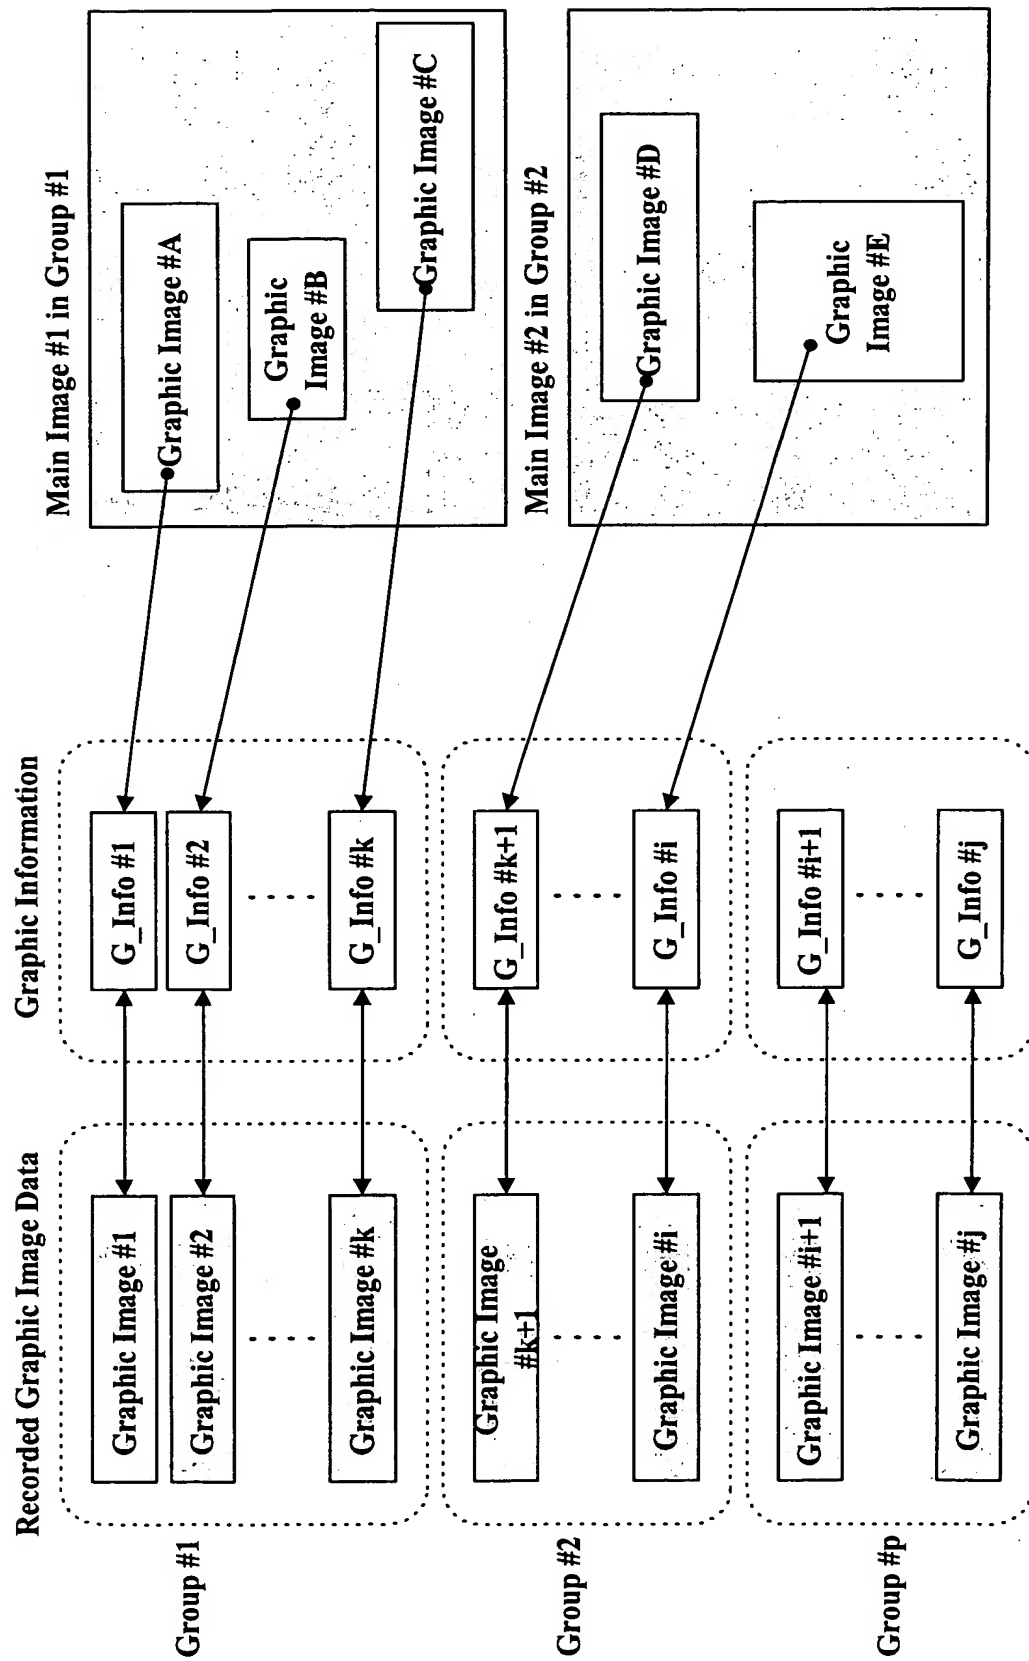 Recorded Graphic Image Data
Graphic Information
Main Image #1 in Group #1
Group #1
Graphic Image #1
G_Info #1
Graphic Image #A
Graphic Image #2
G_Info #2
Graphic
Image #B
Graphic Image #k
G_Info #k
Graphic Image #C
Main Image #2 in Group #2
Group #2
Graphic Image
#k+1
G_Info #k+1
Graphic Image #D
Graphic Image #i
G_Info #i
Graphic
Image #E
Group #p
Graphic Image #i+1
G_Info #i+1
Graphic Image #j
G_Info #j